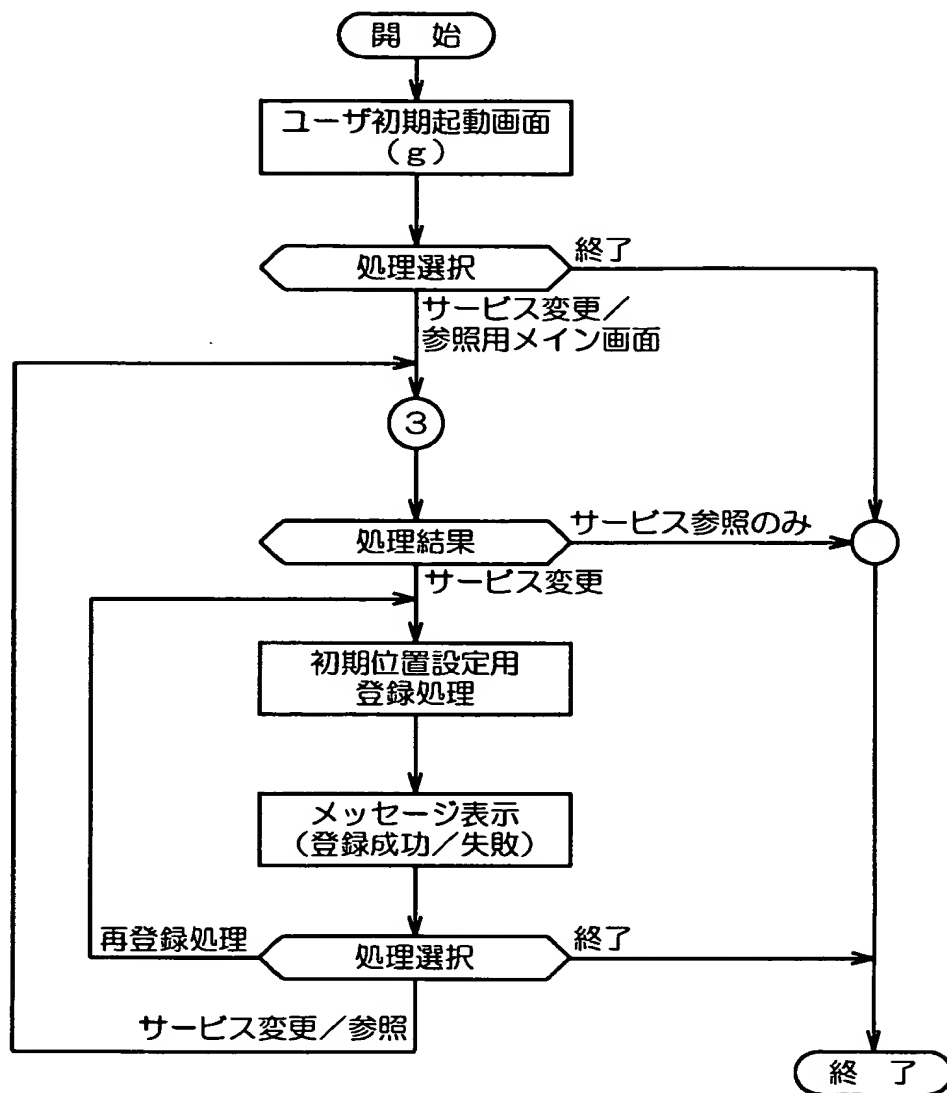 開 始
ユーザ初期起動画面
(g)
処理選択
終了
サービス変更/
参照用メイン画面
3
処理結果
サービス参照のみ
サービス変更
初期位置設定用
登録処理
メッセージ表示
(登録成功/失敗)
再登録処理
処理選択
終了
サービス変更/参照
終 了